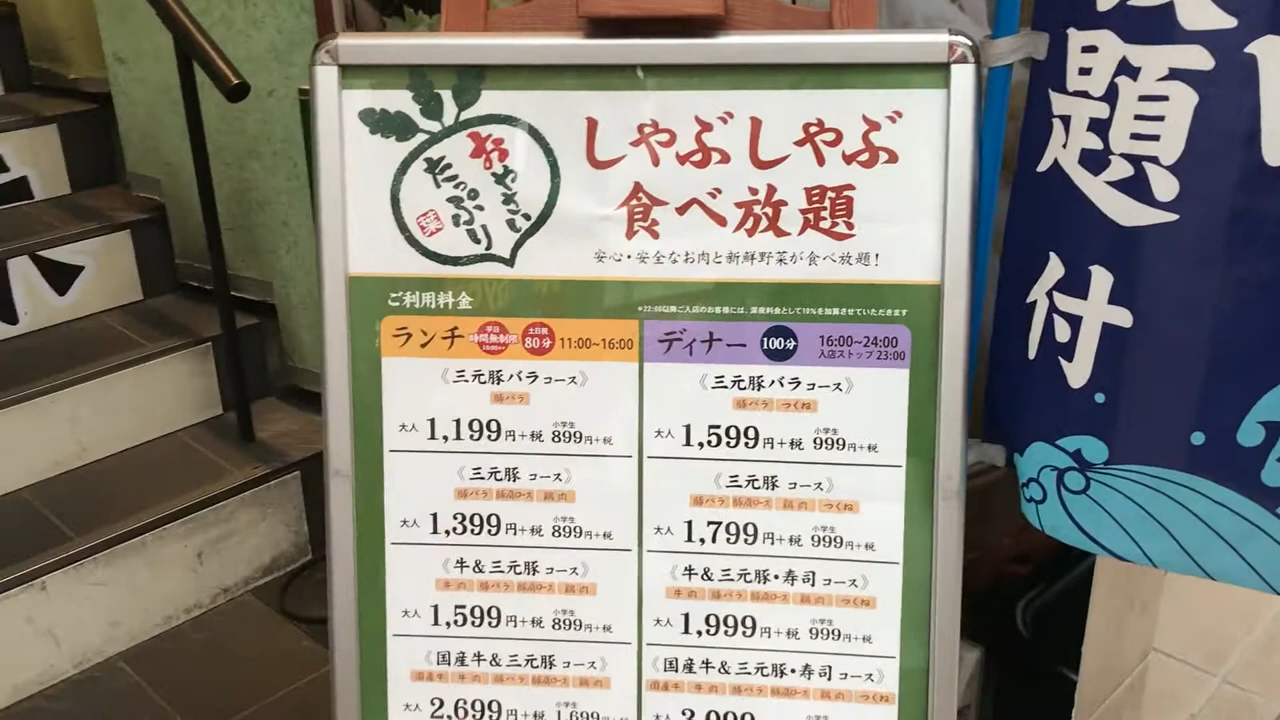 おやさい
たっぷり
葉
しゃぶしゃぶ
食べ放題
安心・安全なお肉と新鮮野菜が食べ放題！
ご利用料金
※22:00以降ご入店のお客様には、深夜料金として10%を加算させていただきます
ランチ 平日 時間無制限 土日祝 80分 11:00~16:00
《三元豚バラコース》
豚バラ
大人 1,199円+税 小学生 899円+税
《三元豚 コース》
豚バラ 豚肩ロース 鶏肉
大人 1,399円+税 小学生 899円+税
《牛&三元豚 コース》
牛肉 豚バラ 豚肩ロース 鶏肉
大人 1,599円+税 小学生 899円+税
《国産牛&三元豚 コース》
国産牛 牛肉 豚バラ 豚肩ロース 鶏肉
大人 2,699円+税 小学生 1,699円+税
ディナー 100分 16:00~24:00
入店ストップ 23:00
《三元豚バラコース》
豚バラ つくね
大人 1,599円+税 小学生 999円+税
《三元豚 コース》
豚バラ 豚肩ロース 鶏肉 つくね
大人 1,799円+税 小学生 999円+税
《牛&三元豚・寿司コース》
牛肉 豚バラ 豚肩ロース 鶏肉 つくね
大人 1,999円+税 小学生 999円+税
《国産牛&三元豚・寿司コース》
国産牛 牛肉 豚バラ 豚肩ロース 鶏肉 つくね
大人 小学生
題付